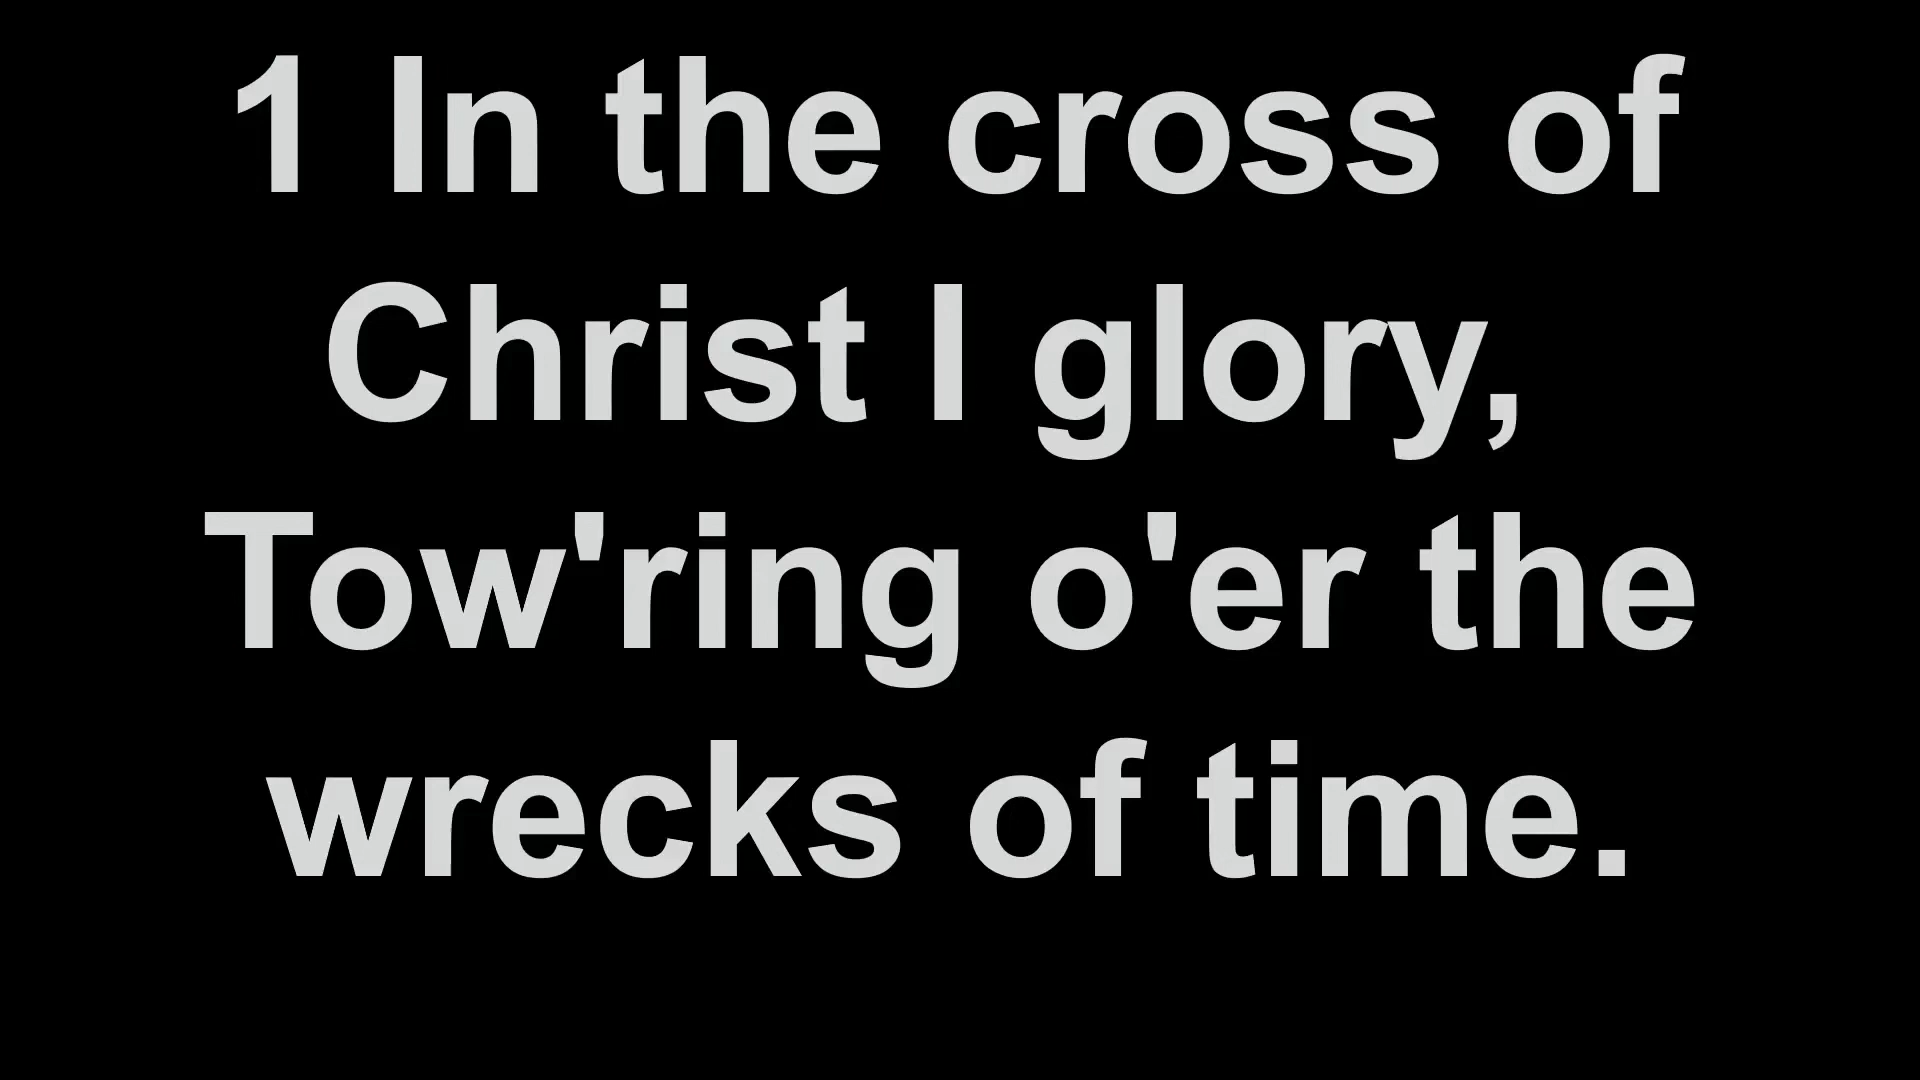 1 In the cross of
Christ I glory,
Tow'ring o'er the
wrecks of time.